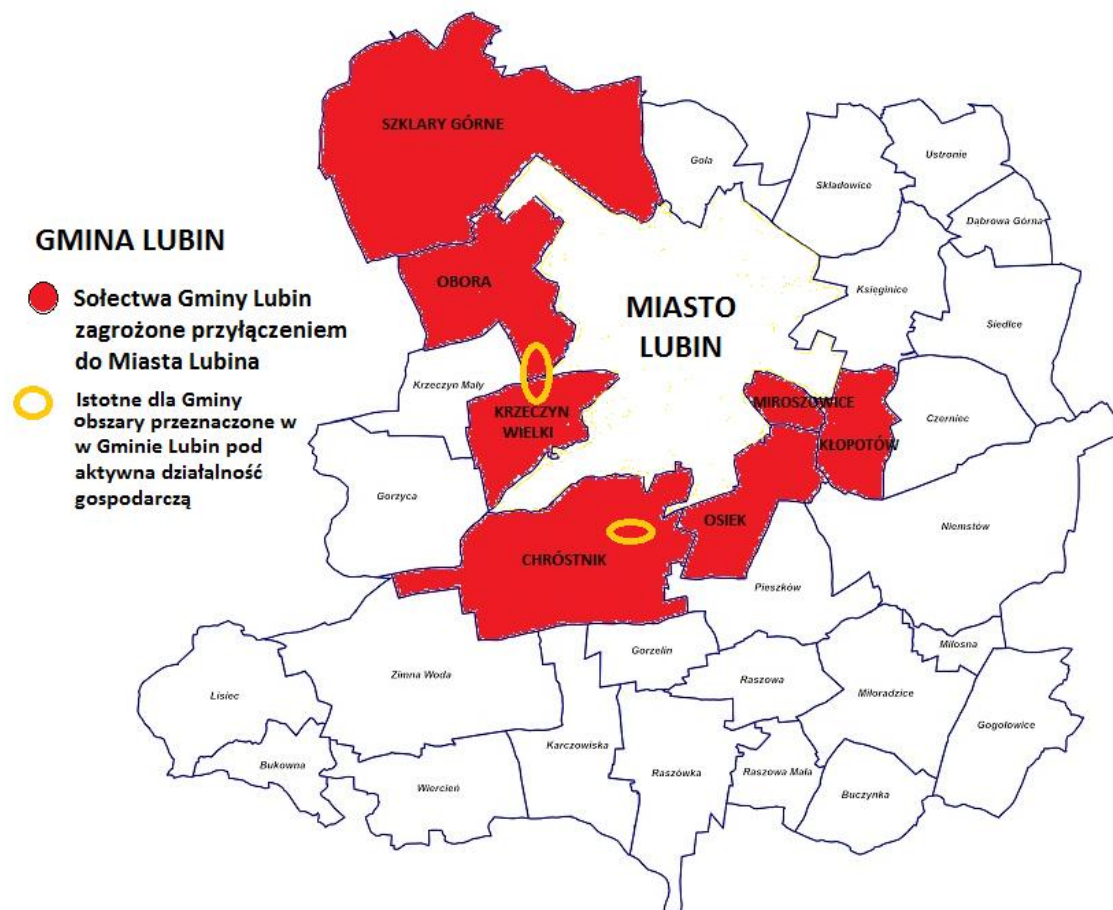 SZKLARY GÓRNE
Gola
Ustronie
Składowice
Dąbrowa Górna
GMINA LUBIN
Sołectwa Gminy Lubin
zagrożone przyłączeniem
do Miasta Lubina
Istotne dla Gminy
obszary przeznaczone w
w Gminie Lubin pod
aktywna działalność
gospodarczą
OBORA
MIASTO
LUBIN
Księginice
Siedlce
Krzeczyn Mały
KRZECZYN
WIELKI
MIROSZOWICE
KŁOPOTÓW
Czerniec
Gorzyca
OSIEK
Niemstów
CHRÓSTNIK
Pieszków
Gorzelin
Miłosna
Lisiec
Zimna Woda
Raszowa
Miłoradzice
Gogołowice
Karczowiska
Bukowna
Wiercień
Raszówka
Raszowa Mała
Buczynka